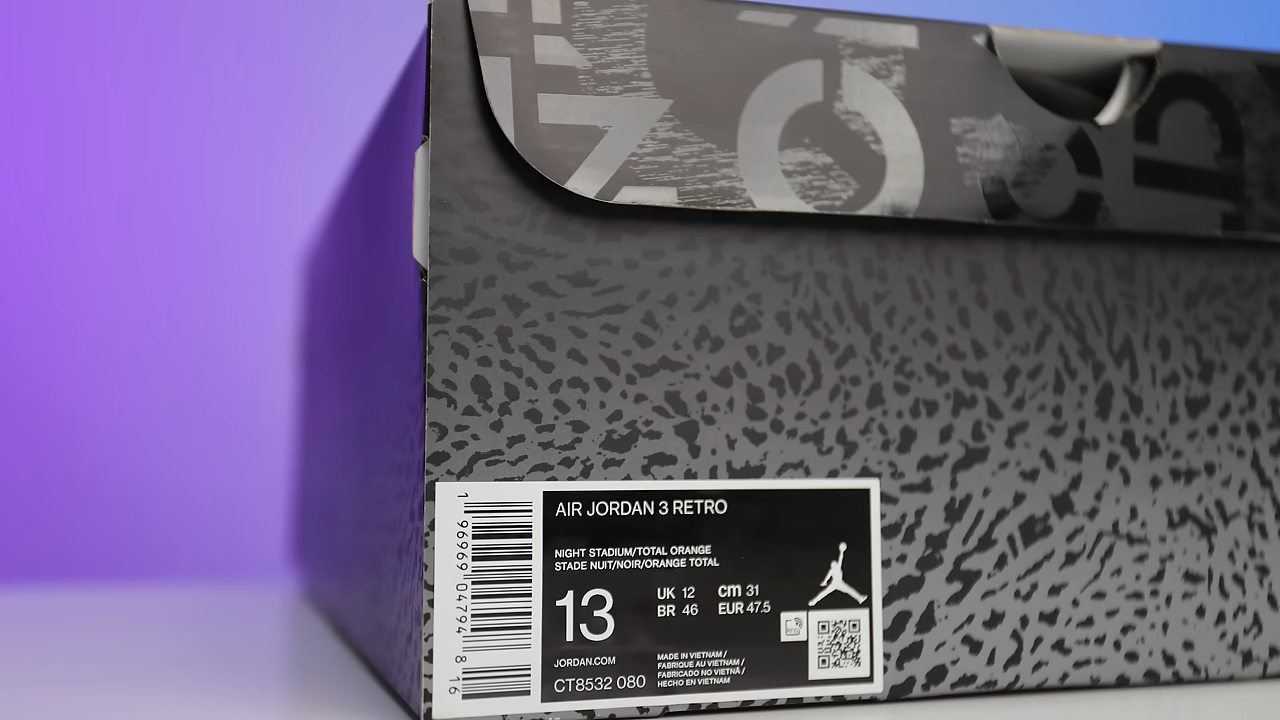 AIR JORDAN 3 RETRO
NIGHT STADIUM/TOTAL ORANGE
STADE NUIT/NOIR/ORANGE TOTAL
13
UK 12 cm 31
BR 46 EUR 47.5
JORDAN.COM
CT8532 080
MADE IN VIETNAM /
FABRIQUE AU VIETNAM /
FABRICADO NO VIETNÃ /
HECHO EN VIETNAM
1 96969 04794 8 16